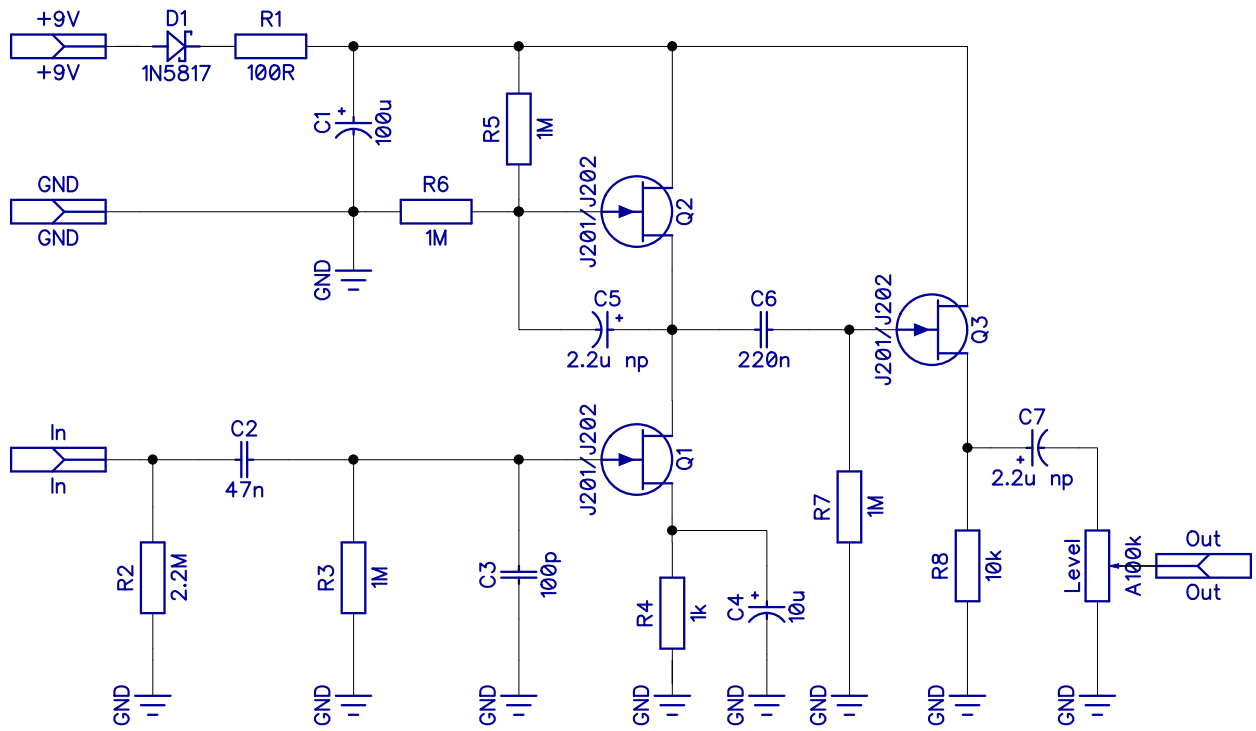 +9V
D1
R1
+9V
1N5817
100R
C1
+
100u
R5
1M
GND
GND
R6
1M
J201/J202
Q2
GND
C5
+
2.2u np
C6
220n
J201/J202
Q3
In
In
C2
47n
J201/J202
Q1
C7
+
2.2u np
R2
2.2M
R3
1M
C3
100p
R4
1k
C4
+
10u
R7
1M
R8
10k
Level
A100k
Out
Out
GND
GND
GND
GND
GND
GND
GND
GND